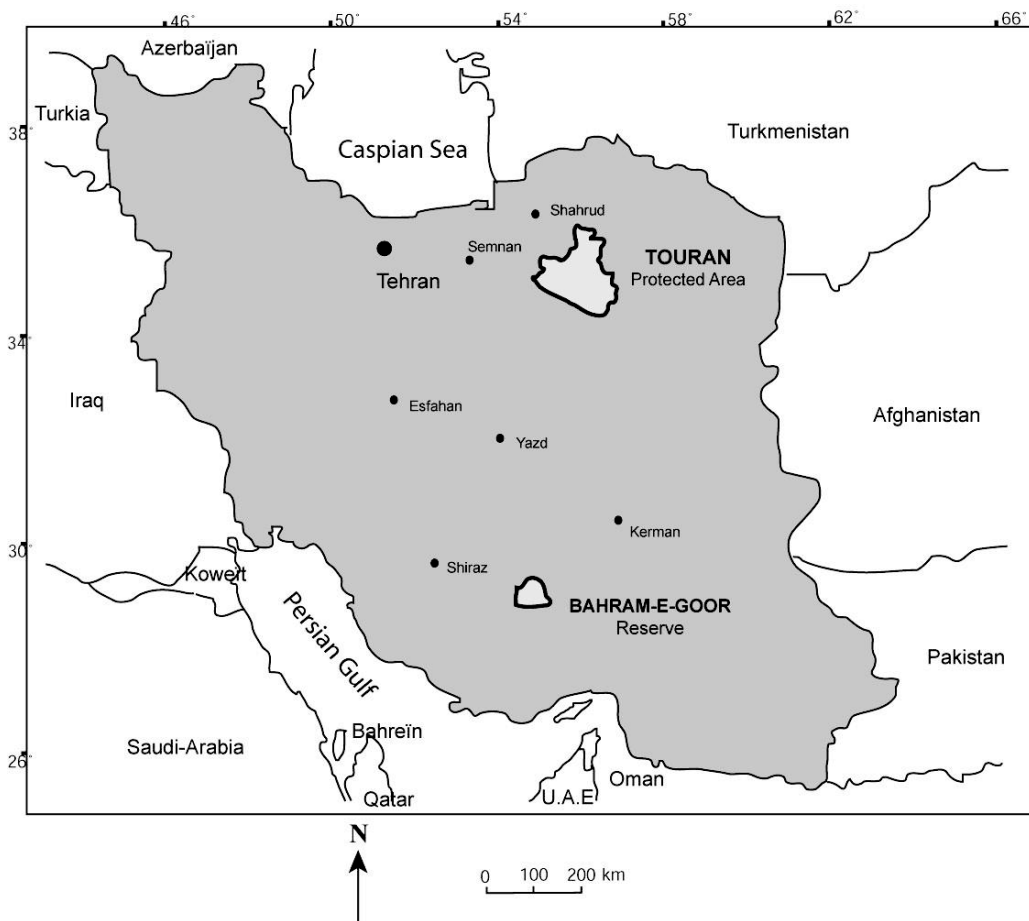 46°
50°
54°
58°
62°
66°
Azerbaïjan
Turkia
38°
Caspian Sea
Turkmenistan
Shahrud
Semnan
Tehran
TOURAN
Protected Area
34°
Iraq
Esfahan
Afghanistan
Yazd
Kerman
30°
Koweït
Shiraz
Persian Gulf
BAHRAM-E-GOOR
Reserve
Pakistan
Saudi-Arabia
Bahreïn
26°
Oman
Qatar
U.A.E
N
0 100 200 km